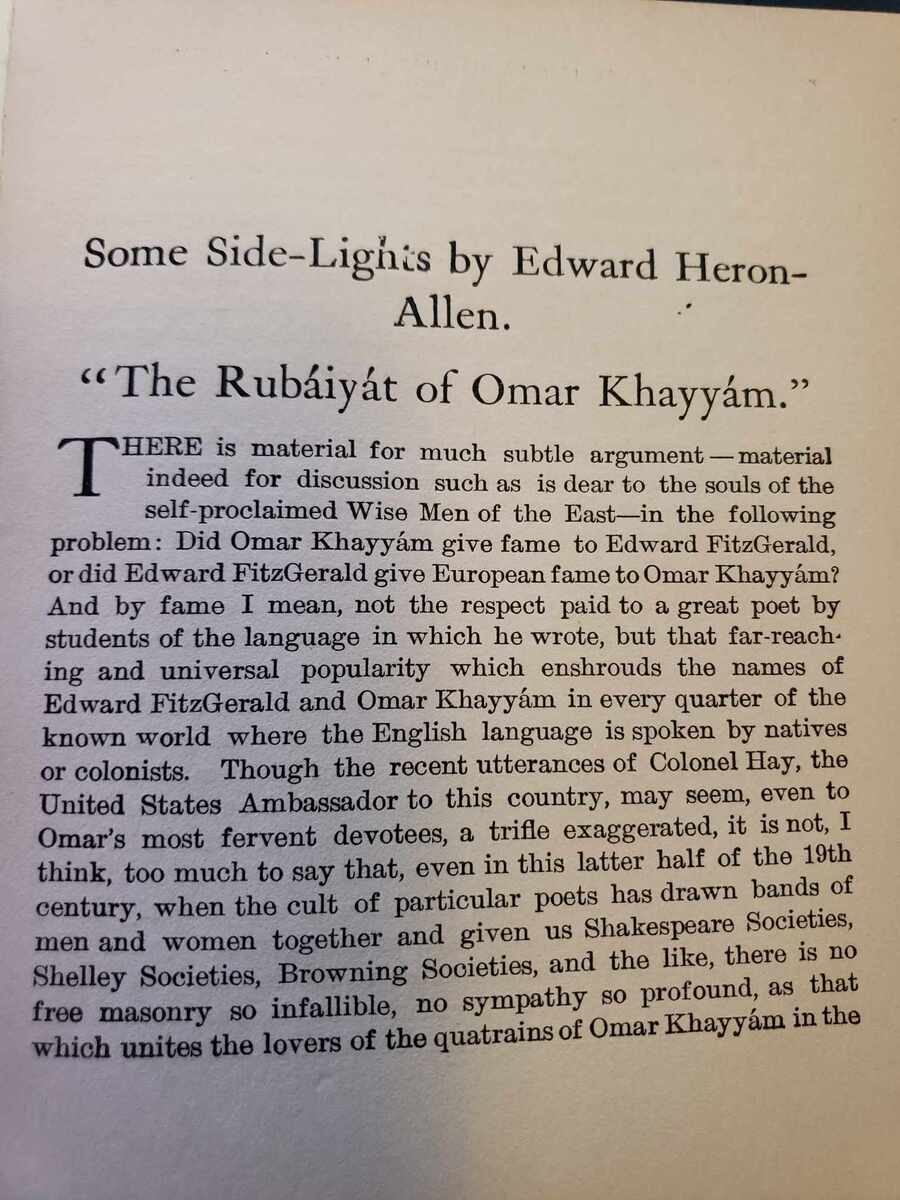 Some Side-Lights by Edward Heron-
Allen.
“The Rubáiyát of Omar Khayyám.”
THERE is material for much subtle argument—material
indeed for discussion such as is dear to the souls of the
self-proclaimed Wise Men of the East—in the following
problem: Did Omar Khayyám give fame to Edward FitzGerald,
or did Edward FitzGerald give European fame to Omar Khayyám?
And by fame I mean, not the respect paid to a great poet by
students of the language in which he wrote, but that far-reach-
ing and universal popularity which enshrouds the names of
Edward FitzGerald and Omar Khayyám in every quarter of the
known world where the English language is spoken by natives
or colonists. Though the recent utterances of Colonel Hay, the
United States Ambassador to this country, may seem, even to
Omar's most fervent devotees, a trifle exaggerated, it is not, I
think, too much to say that, even in this latter half of the 19th
century, when the cult of particular poets has drawn bands of
men and women together and given us Shakespeare Societies,
Shelley Societies, Browning Societies, and the like, there is no
free masonry so infallible, no sympathy so profound, as that
which unites the lovers of the quatrains of Omar Khayyám in the